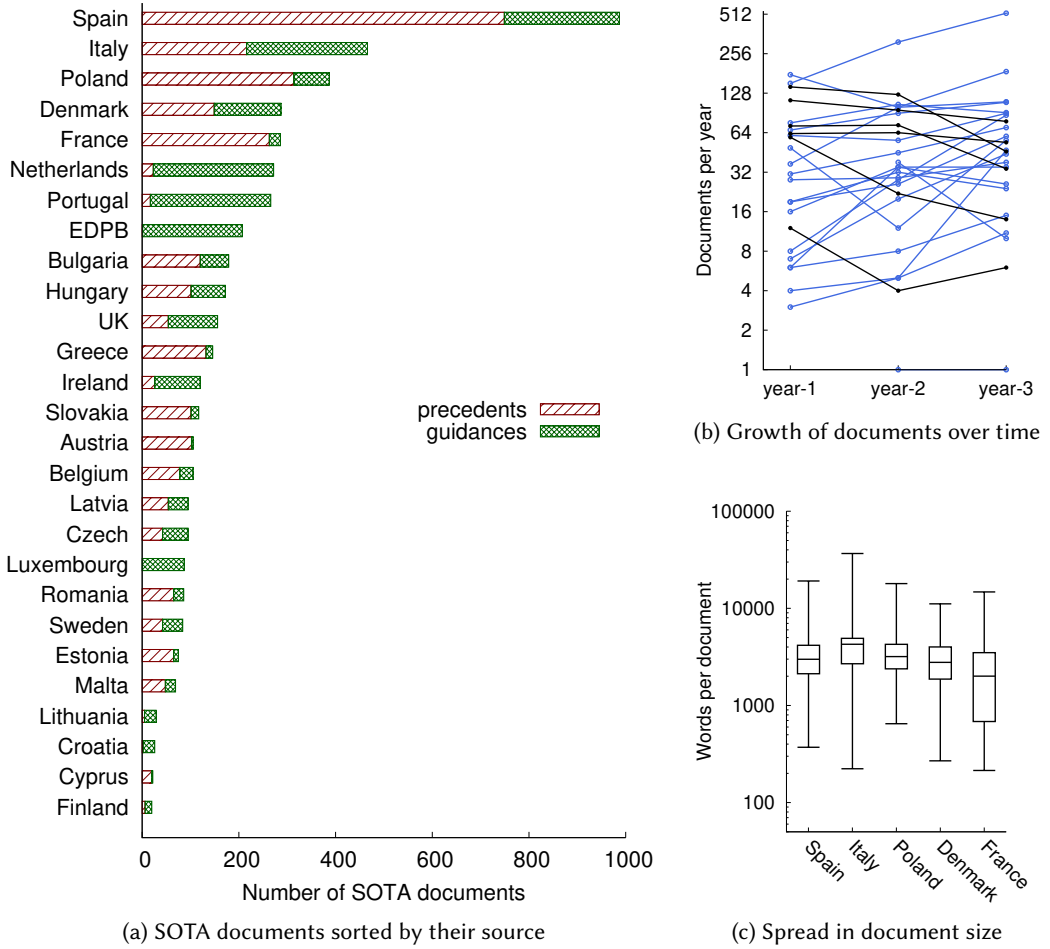 Spain
Italy
Poland
Denmark
France
Netherlands
Portugal
EDPB
Bulgaria
Hungary
UK
Greece
Ireland
Slovakia
Austria
Belgium
Latvia
Czech
Luxembourg
Romania
Sweden
Estonia
Malta
Lithuania
Croatia
Cyprus
Finland
precedents
guidances
0 200 400 600 800 1000
Number of SOTA documents
(a) SOTA documents sorted by their source
512
256
128
64
32
16
8
4
2
1
Documents per year
year-1 year-2 year-3
(b) Growth of documents over time
100000
10000
1000
100
Words per document
Spain Italy Poland Denmark France
(c) Spread in document size